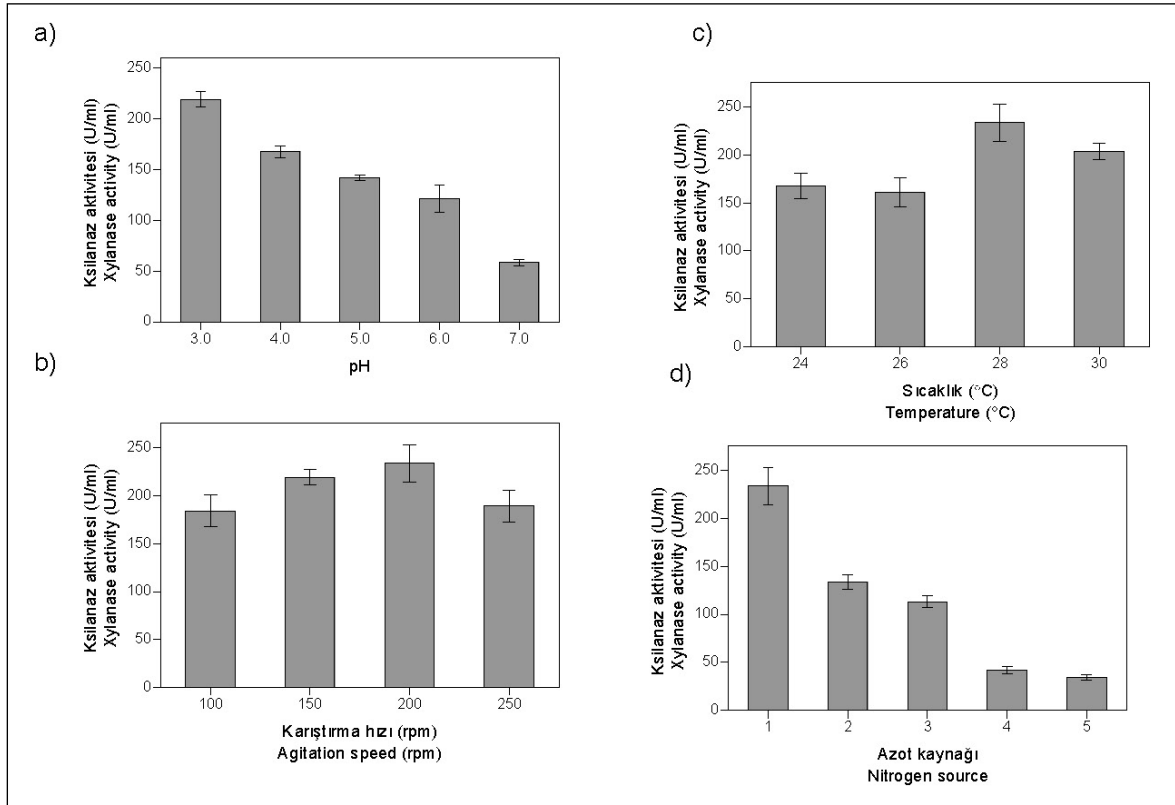 a)
Ksilanaz aktivitesi (U/ml)
Xylanase activity (U/ml)
250
200
150
100
50
0
3.0 4.0 5.0 6.0 7.0
pH
b)
Ksilanaz aktivitesi (U/ml)
Xylanase activity (U/ml)
250
200
150
100
50
0
100 150 200 250
Karıştırma hızı (rpm)
Agitation speed (rpm)
c)
Ksilanaz aktivitesi (U/ml)
Xylanase activity (U/ml)
250
200
150
100
50
0
24 26 28 30
Sıcaklık (°C)
Temperature (°C)
d)
Ksilanaz aktivitesi (U/ml)
Xylanase activity (U/ml)
250
200
150
100
50
0
1 2 3 4 5
Azot kaynağı
Nitrogen source